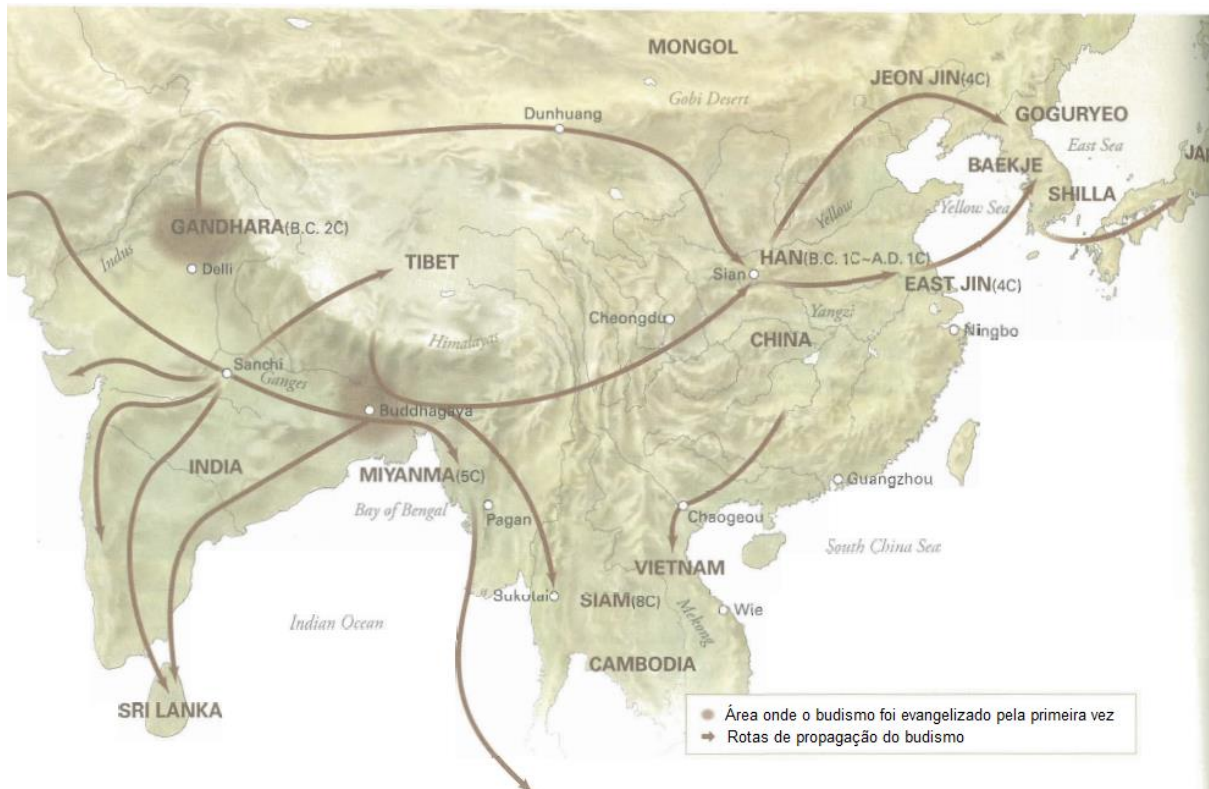 MONGOL
JEON JIN(4C)
Gobi Desert
Dunhuang
GOGURYEO
East Sea
BAEKJE
SHILLA
Yellow Sea
GANDHARA(B.C. 2C)
Yellow
Indus
Delli
TIBET
HAN(B.C. 1C~A.D. 1C)
Sian
EAST JIN(4C)
Yangzi
Cheongdu
Ningbo
CHINA
Himalayas
Sanchi
Ganges
Buddhagaya
INDIA
MIYANMA(5C)
Guangzhou
Bay of Bengal
Pagan
Chaogeou
South China Sea
VIETNAM
Sukotai
SIAM(8C)
Wie
Mekong
Indian Ocean
CAMBODIA
SRI LANKA
Área onde o budismo foi evangelizado pela primeira vez
Rotas de propagação do budismo